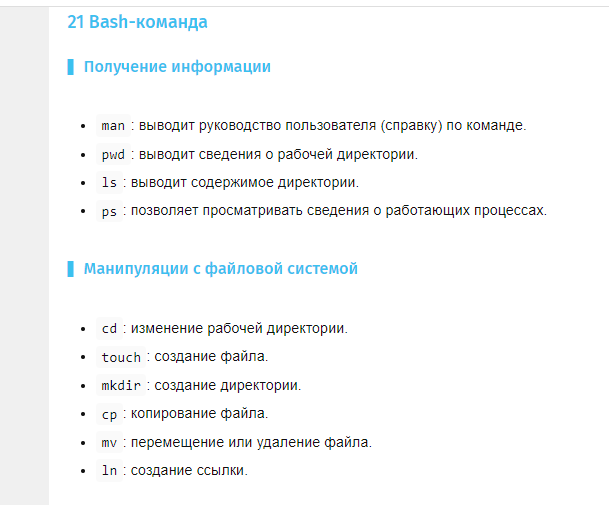 21 Bash-команда
Получение информации
man : выводит руководство пользователя (справку) по команде.
pwd : выводит сведения о рабочей директории.
ls : выводит содержимое директории.
ps : позволяет просматривать сведения о работающих процессах.
Манипуляции с файловой системой
cd : изменение рабочей директории.
touch : создание файла.
mkdir : создание директории.
cp : копирование файла.
mv : перемещение или удаление файла.
ln : создание ссылки.